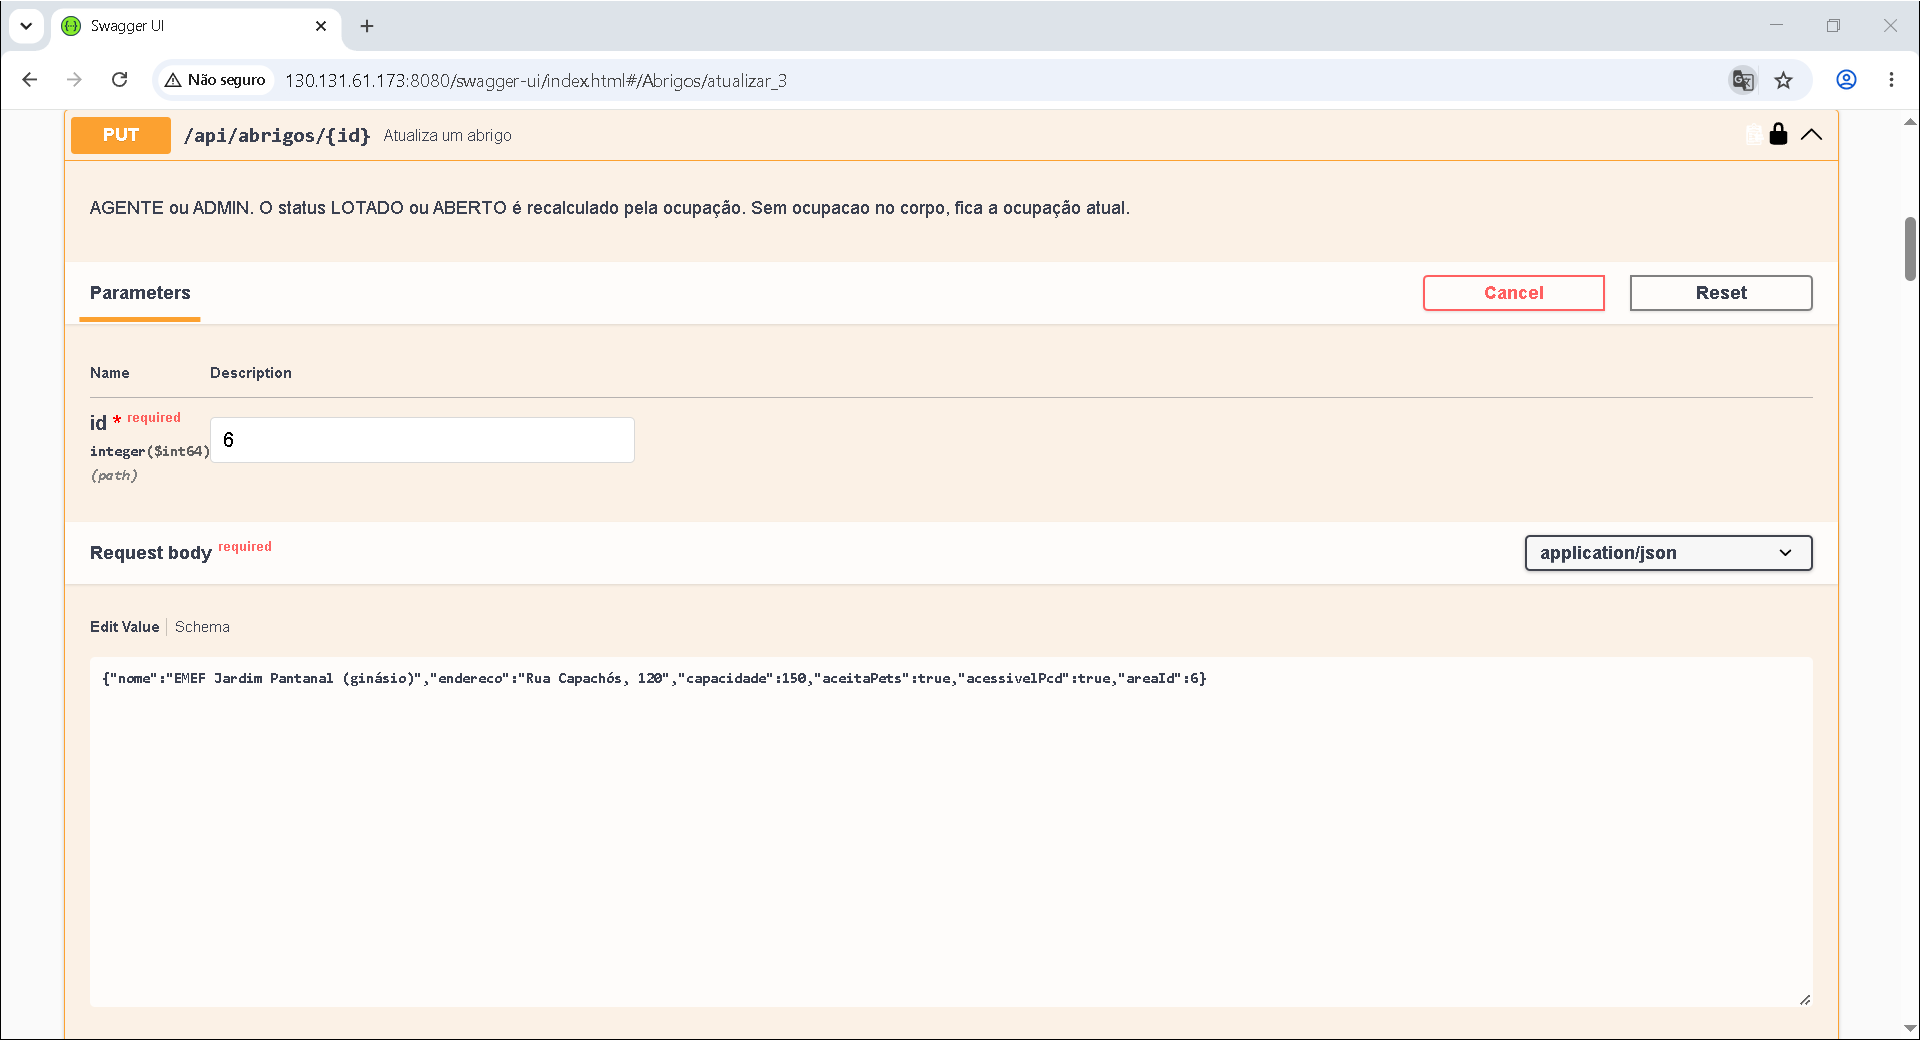 Swagger UI
Não seguro 130.131.61.173:8080/swagger-ui/index.html#/Abrigos/atualizar_3
PUT /api/abrigos/{id} Atualiza um abrigo
AGENTE ou ADMIN. O status LOTADO ou ABERTO é recalculado pela ocupação. Sem ocupacao no corpo, fica a ocupação atual.
Parameters Cancel Reset
Name Description
id * required
integer($int64)
(path)
6
Request body required application/json
Edit Value Schema
{"nome":"EMEF Jardim Pantanal (ginásio)","endereco":"Rua Capachós, 120","capacidade":150,"aceitaPets":true,"acessivelPcd":true,"areaId":6}